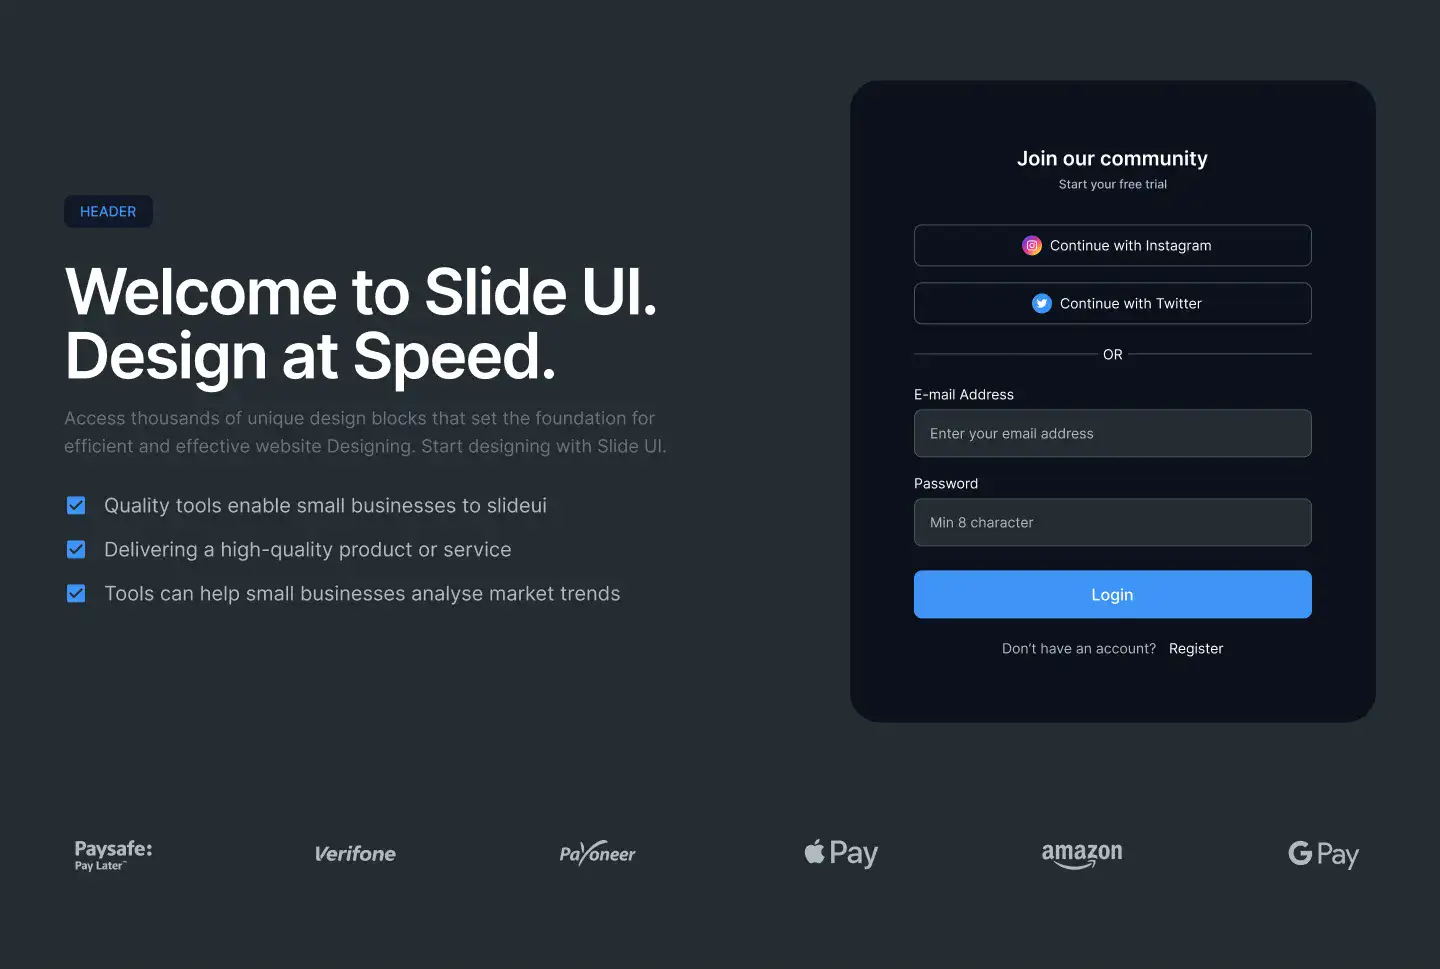 HEADER
Welcome to Slide UI.
Design at Speed.
Access thousands of unique design blocks that set the foundation for
efficient and effective website Designing. Start designing with Slide UI.
Quality tools enable small businesses to slideui
Delivering a high-quality product or service
Tools can help small businesses analyse market trends
Join our community
Start your free trial
Continue with Instagram
Continue with Twitter
OR
E-mail Address
Enter your email address
Password
Min 8 character
Login
Don’t have an account? Register
Paysafe:
Pay Later™
Verifone
Payoneer
Pay
amazon
G Pay